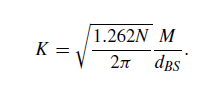 K = √(1.262N / 2π) M / d_BS.